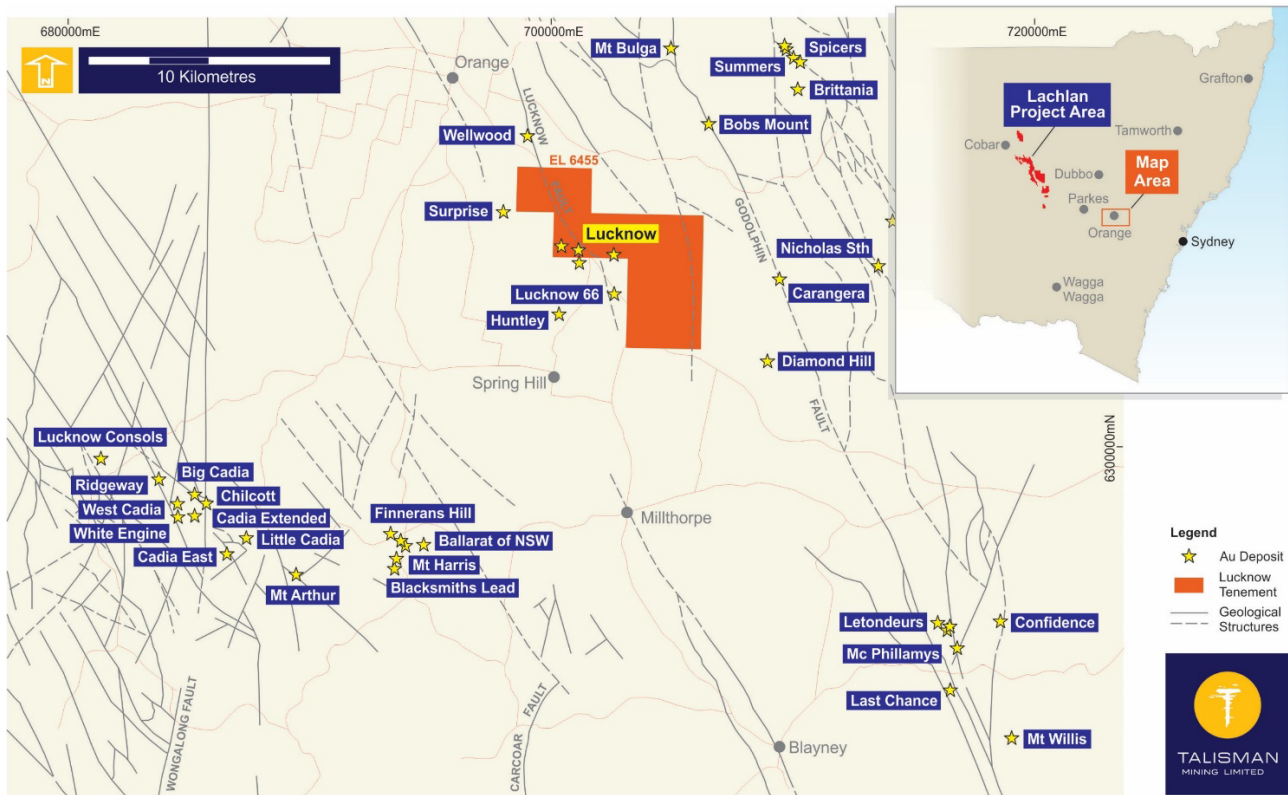 680000mE
700000mE
720000mE
N
10 Kilometres
Orange
Mt Bulga
Spicers
Summers
Brittania
LUCKNOW
Wellwood
Bobs Mount
EL 6455
Surprise
GODOLPHIN
Lucknow
Nicholas Sth
Lucknow 66
Carangera
Huntley
Diamond Hill
Spring Hill
FAULT
6300000mN
Lucknow Consols
Big Cadia
Ridgeway
Chilcott
West Cadia
Cadia Extended
White Engine
Little Cadia
Cadia East
Mt Arthur
Finnerans Hill
Ballarat of NSW
Mt Harris
Blacksmiths Lead
Millthorpe
Letondeurs
Confidence
Mc Phillamys
Last Chance
Mt Willis
Blayney
WONGALONG FAULT
CARCOAR
FAULT
Grafton
Lachlan
Project Area
Tamworth
Cobar
Map
Area
Dubbo
Parkes
Orange
Sydney
Wagga
Wagga
Legend
Au Deposit
Lucknow
Tenement
Geological
Structures
TALISMAN
MINING LIMITED